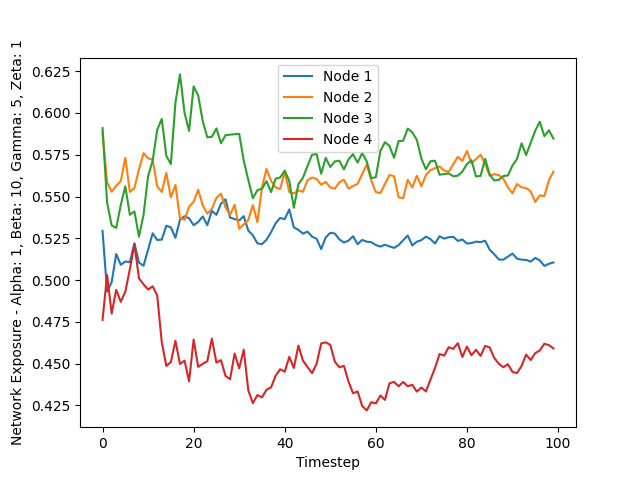 Network Exposure - Alpha: 1, Beta: 10, Gamma: 5, Zeta: 1
0.625
0.600
0.575
0.550
0.525
0.500
0.475
0.450
0.425
Node 1
Node 2
Node 3
Node 4
0 20 40 60 80 100
Timestep